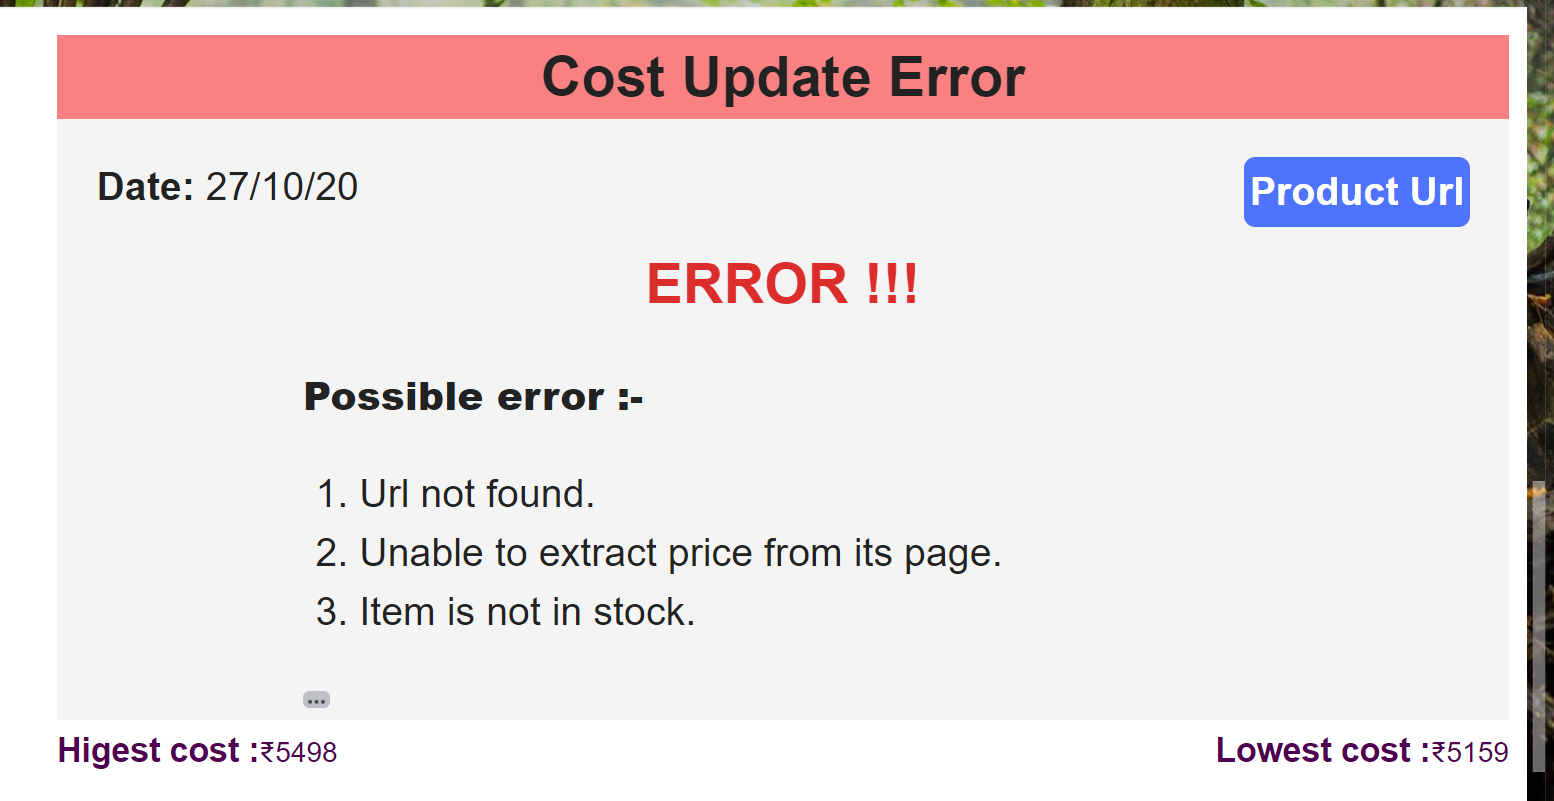 Cost Update Error
Date: 27/10/20
Product Url
ERROR !!!
Possible error :-
1. Url not found.
2. Unable to extract price from its page.
3. Item is not in stock.
...
Higest cost :₹5498
Lowest cost :₹5159